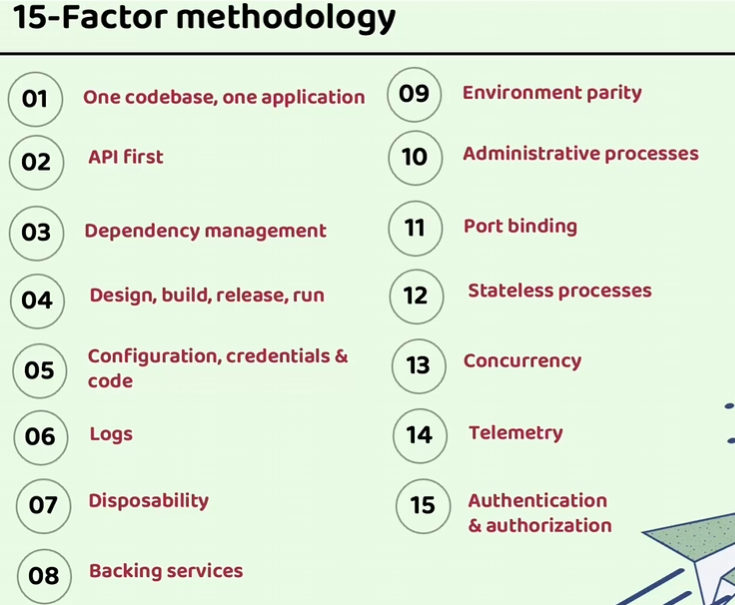 15-Factor methodology
01 One codebase, one application
02 API first
03 Dependency management
04 Design, build, release, run
05 Configuration, credentials &
code
06 Logs
07 Disposability
08 Backing services
09 Environment parity
10 Administrative processes
11 Port binding
12 Stateless processes
13 Concurrency
14 Telemetry
15 Authentication
& authorization